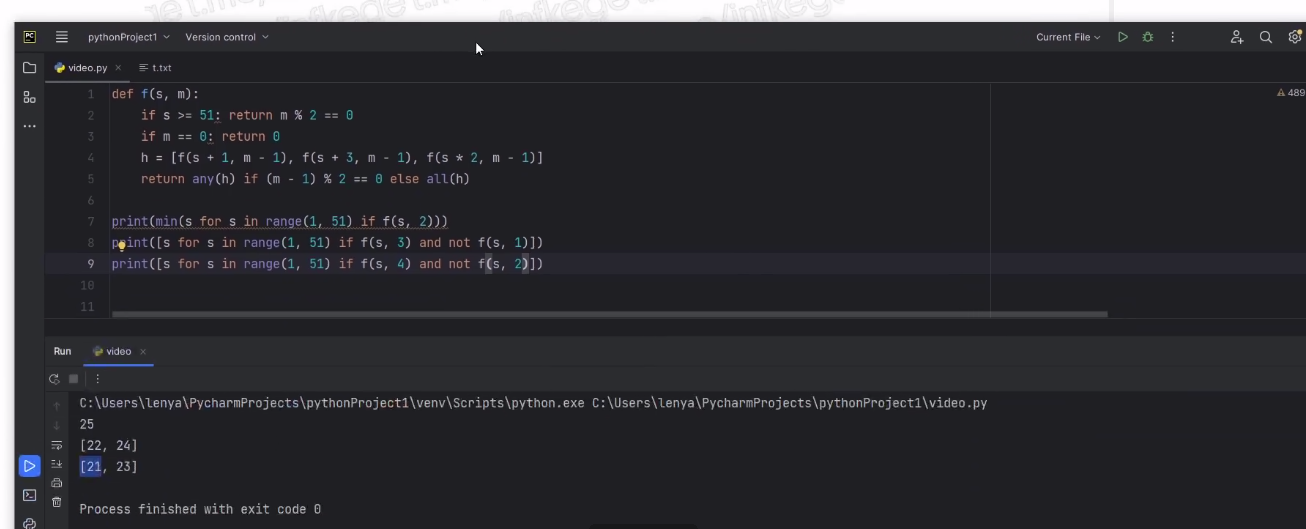 get.me/infkege
PC pythonProject1 Version control Current File
video.py × t.txt
489
1 def f(s, m):
2 if s >= 51: return m % 2 == 0
3 if m == 0: return 0
4 h = [f(s + 1, m - 1), f(s + 3, m - 1), f(s * 2, m - 1)]
5 return any(h) if (m - 1) % 2 == 0 else all(h)
6
7 print(min(s for s in range(1, 51) if f(s, 2)))
8 print([s for s in range(1, 51) if f(s, 3) and not f(s, 1)])
9 print([s for s in range(1, 51) if f(s, 4) and not f(s, 2)])
10
11
Run video ×
C:\Users\lenya\PycharmProjects\pythonProject1\venv\Scripts\python.exe C:\Users\lenya\PycharmProjects\pythonProject1\video.py
25
[22, 24]
[21, 23]
Process finished with exit code 0